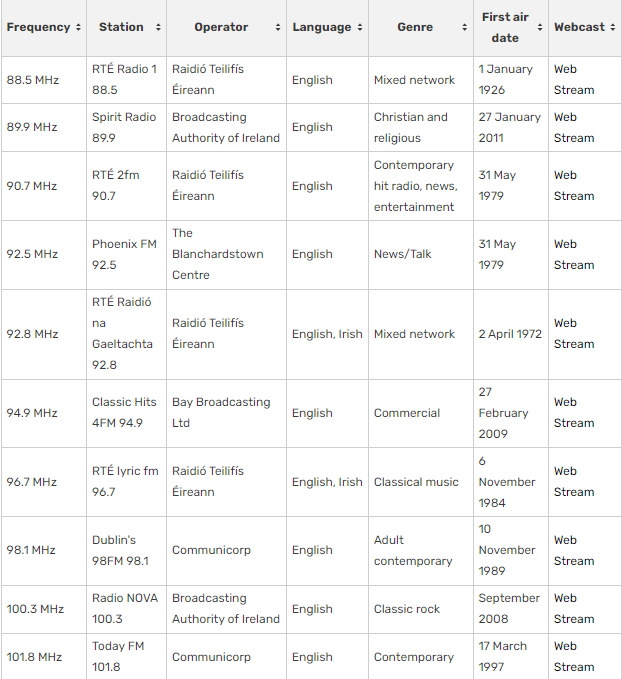 Frequency Station Operator Language Genre First air date Webcast
88.5 MHz RTÉ Radio 1 88.5 Raidió Teilifís Éireann English Mixed network 1 January 1926 Web Stream
89.9 MHz Spirit Radio 89.9 Broadcasting Authority of Ireland English Christian and religious 27 January 2011 Web Stream
90.7 MHz RTÉ 2fm 90.7 Raidió Teilifís Éireann English Contemporary hit radio, news, entertainment 31 May 1979 Web Stream
92.5 MHz Phoenix FM 92.5 The Blanchardstown Centre English News/Talk 31 May 1979 Web Stream
92.8 MHz RTÉ Raidió na Gaeltachta 92.8 Raidió Teilifís Éireann English, Irish Mixed network 2 April 1972 Web Stream
94.9 MHz Classic Hits 4FM 94.9 Bay Broadcasting Ltd English Commercial 27 February 2009 Web Stream
96.7 MHz RTÉ lyric fm 96.7 Raidió Teilifís Éireann English, Irish Classical music 6 November 1984 Web Stream
98.1 MHz Dublin's 98FM 98.1 Communicorp English Adult contemporary 10 November 1989 Web Stream
100.3 MHz Radio NOVA 100.3 Broadcasting Authority of Ireland English Classic rock September 2008 Web Stream
101.8 MHz Today FM 101.8 Communicorp English Contemporary 17 March 1997 Web Stream